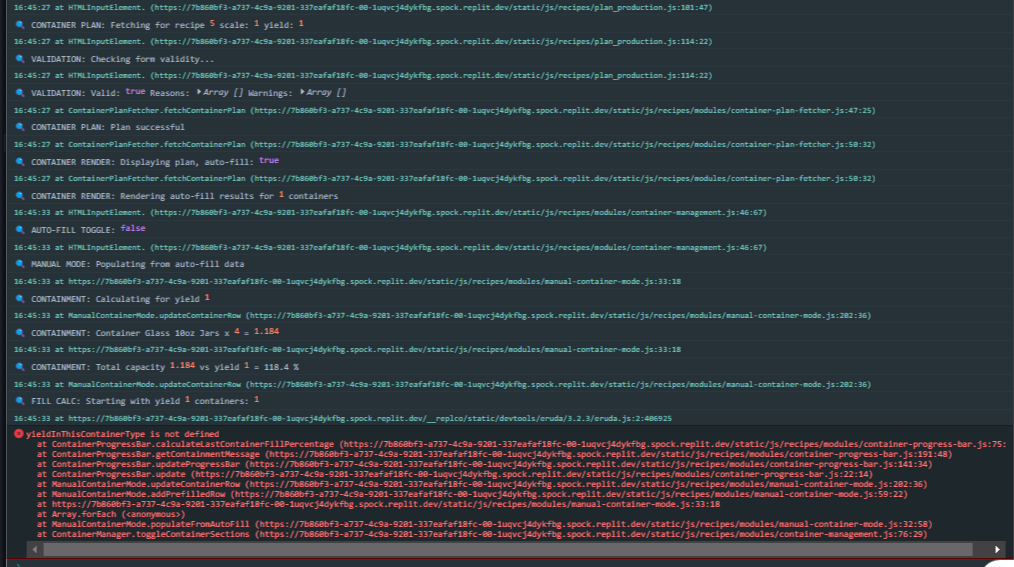 16:45:27 at HTMLInputElement. (https://7b860bf3-a737-4c9a-9201-337eafaf18fc-00-1uqvcj4dykfbg.spock.replit.dev/static/js/recipes/plan_production.js:101:47)
CONTAINER PLAN: Fetching for recipe 5 scale: 1 yield: 1
16:45:27 at HTMLInputElement. (https://7b860bf3-a737-4c9a-9201-337eafaf18fc-00-1uqvcj4dykfbg.spock.replit.dev/static/js/recipes/plan_production.js:114:22)
VALIDATION: Checking form validity...
16:45:27 at HTMLInputElement. (https://7b860bf3-a737-4c9a-9201-337eafaf18fc-00-1uqvcj4dykfbg.spock.replit.dev/static/js/recipes/plan_production.js:114:22)
VALIDATION: Valid: true Reasons: Array [] Warnings: Array []
16:45:27 at ContainerPlanFetcher.fetchContainerPlan (https://7b860bf3-a737-4c9a-9201-337eafaf18fc-00-1uqvcj4dykfbg.spock.replit.dev/static/js/recipes/modules/container-plan-fetcher.js:47:25)
CONTAINER PLAN: Plan successful
16:45:27 at ContainerPlanFetcher.fetchContainerPlan (https://7b860bf3-a737-4c9a-9201-337eafaf18fc-00-1uqvcj4dykfbg.spock.replit.dev/static/js/recipes/modules/container-plan-fetcher.js:50:32)
CONTAINER RENDER: Displaying plan, auto-fill: true
16:45:27 at ContainerPlanFetcher.fetchContainerPlan (https://7b860bf3-a737-4c9a-9201-337eafaf18fc-00-1uqvcj4dykfbg.spock.replit.dev/static/js/recipes/modules/container-plan-fetcher.js:50:32)
CONTAINER RENDER: Rendering auto-fill results for 1 containers
16:45:33 at HTMLInputElement. (https://7b860bf3-a737-4c9a-9201-337eafaf18fc-00-1uqvcj4dykfbg.spock.replit.dev/static/js/recipes/modules/container-management.js:46:67)
AUTO-FILL TOGGLE: false
16:45:33 at HTMLInputElement. (https://7b860bf3-a737-4c9a-9201-337eafaf18fc-00-1uqvcj4dykfbg.spock.replit.dev/static/js/recipes/modules/container-management.js:46:67)
MANUAL MODE: Populating from auto-fill data
16:45:33 at https://7b860bf3-a737-4c9a-9201-337eafaf18fc-00-1uqvcj4dykfbg.spock.replit.dev/static/js/recipes/modules/manual-container-mode.js:33:18
CONTAINMENT: Calculating for yield 1
16:45:33 at ManualContainerMode.updateContainerRow (https://7b860bf3-a737-4c9a-9201-337eafaf18fc-00-1uqvcj4dykfbg.spock.replit.dev/static/js/recipes/modules/manual-container-mode.js:202:36)
CONTAINMENT: Container Glass 10oz Jars x 4 = 1.184
16:45:33 at https://7b860bf3-a737-4c9a-9201-337eafaf18fc-00-1uqvcj4dykfbg.spock.replit.dev/static/js/recipes/modules/manual-container-mode.js:33:18
CONTAINMENT: Total capacity 1.184 vs yield 1 = 118.4 %
16:45:33 at ManualContainerMode.updateContainerRow (https://7b860bf3-a737-4c9a-9201-337eafaf18fc-00-1uqvcj4dykfbg.spock.replit.dev/static/js/recipes/modules/manual-container-mode.js:202:36)
FILL CALC: Starting with yield 1 containers: 1
16:45:33 at https://7b860bf3-a737-4c9a-9201-337eafaf18fc-00-1uqvcj4dykfbg.spock.replit.dev/__replco/static/devtools/eruda/3.2.3/eruda.js:2:406925
yieldInThisContainerType is not defined
at ContainerProgressBar.calculateLastContainerFillPercentage (https://7b860bf3-a737-4c9a-9201-337eafaf18fc-00-1uqvcj4dykfbg.spock.replit.dev/static/js/recipes/modules/container-progress-bar.js:75:
at ContainerProgressBar.getContainmentMessage (https://7b860bf3-a737-4c9a-9201-337eafaf18fc-00-1uqvcj4dykfbg.spock.replit.dev/static/js/recipes/modules/container-progress-bar.js:191:48)
at ContainerProgressBar.updateProgressBar (https://7b860bf3-a737-4c9a-9201-337eafaf18fc-00-1uqvcj4dykfbg.spock.replit.dev/static/js/recipes/modules/container-progress-bar.js:141:34)
at ContainerProgressBar.update (https://7b860bf3-a737-4c9a-9201-337eafaf18fc-00-1uqvcj4dykfbg.spock.replit.dev/static/js/recipes/modules/container-progress-bar.js:22:14)
at ManualContainerMode.updateContainerRow (https://7b860bf3-a737-4c9a-9201-337eafaf18fc-00-1uqvcj4dykfbg.spock.replit.dev/static/js/recipes/modules/manual-container-mode.js:202:36)
at ManualContainerMode.addPrefilledRow (https://7b860bf3-a737-4c9a-9201-337eafaf18fc-00-1uqvcj4dykfbg.spock.replit.dev/static/js/recipes/modules/manual-container-mode.js:59:22)
at https://7b860bf3-a737-4c9a-9201-337eafaf18fc-00-1uqvcj4dykfbg.spock.replit.dev/static/js/recipes/modules/manual-container-mode.js:33:18
at Array.forEach (<anonymous>)
at ManualContainerMode.populateFromAutoFill (https://7b860bf3-a737-4c9a-9201-337eafaf18fc-00-1uqvcj4dykfbg.spock.replit.dev/static/js/recipes/modules/manual-container-mode.js:32:58)
at ContainerManager.toggleContainerSections (https://7b860bf3-a737-4c9a-9201-337eafaf18fc-00-1uqvcj4dykfbg.spock.replit.dev/static/js/recipes/modules/container-management.js:76:29)